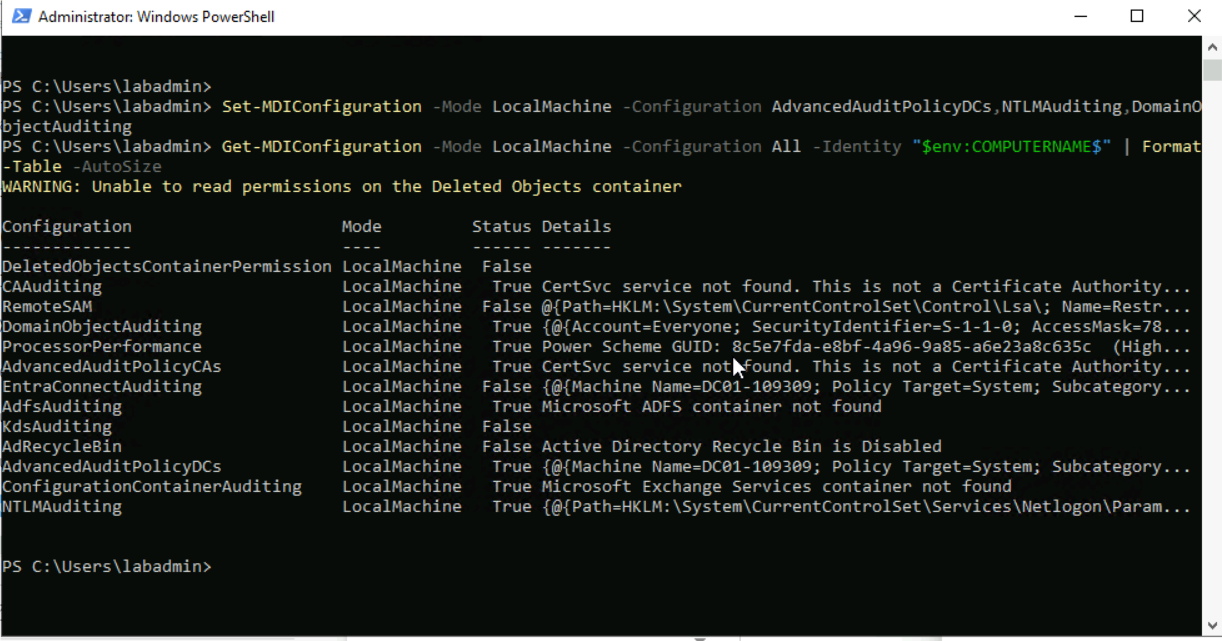 Administrator: Windows PowerShell
PS C:\Users\labadmin>
PS C:\Users\labadmin> Set-MDIConfiguration -Mode LocalMachine -Configuration AdvancedAuditPolicyDCs,NTLMAuditing,DomainO
bjectAuditing
PS C:\Users\labadmin> Get-MDIConfiguration -Mode LocalMachine -Configuration All -Identity "$env:COMPUTERNAME$" | Format
-Table -AutoSize
WARNING: Unable to read permissions on the Deleted Objects container
Configuration Mode Status Details
------------- ---- ------ -------
DeletedObjectsContainerPermission LocalMachine False
CAAuditing LocalMachine True CertSvc service not found. This is not a Certificate Authority...
RemoteSAM LocalMachine False @{Path=HKLM:\System\CurrentControlSet\Control\Lsa\; Name=Restr...
DomainObjectAuditing LocalMachine True {@{Account=Everyone; SecurityIdentifier=S-1-1-0; AccessMask=78...
ProcessorPerformance LocalMachine True Power Scheme GUID: 8c5e7fda-e8bf-4a96-9a85-a6e23a8c635c (High...
AdvancedAuditPolicyCAs LocalMachine True CertSvc service not found. This is not a Certificate Authority...
EntraConnectAuditing LocalMachine False {@{Machine Name=DC01-109309; Policy Target=System; Subcategory...
AdfsAuditing LocalMachine True Microsoft ADFS container not found
KdsAuditing LocalMachine False
AdRecycleBin LocalMachine False Active Directory Recycle Bin is Disabled
AdvancedAuditPolicyDCs LocalMachine True {@{Machine Name=DC01-109309; Policy Target=System; Subcategory...
ConfigurationContainerAuditing LocalMachine True Microsoft Exchange Services container not found
NTLMAuditing LocalMachine True {@{Path=HKLM:\System\CurrentControlSet\Services\Netlogon\Param...
PS C:\Users\labadmin>